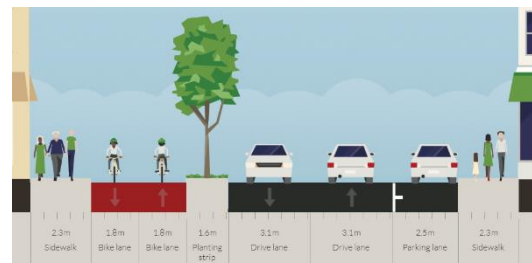 2.3m 1.8m 1.8m 1.6m 3.1m 3.1m 2.5m 2.3m
Sidewalk Bike lane Bike lane Planting strip Drive lane Drive lane Parking lane Sidewalk